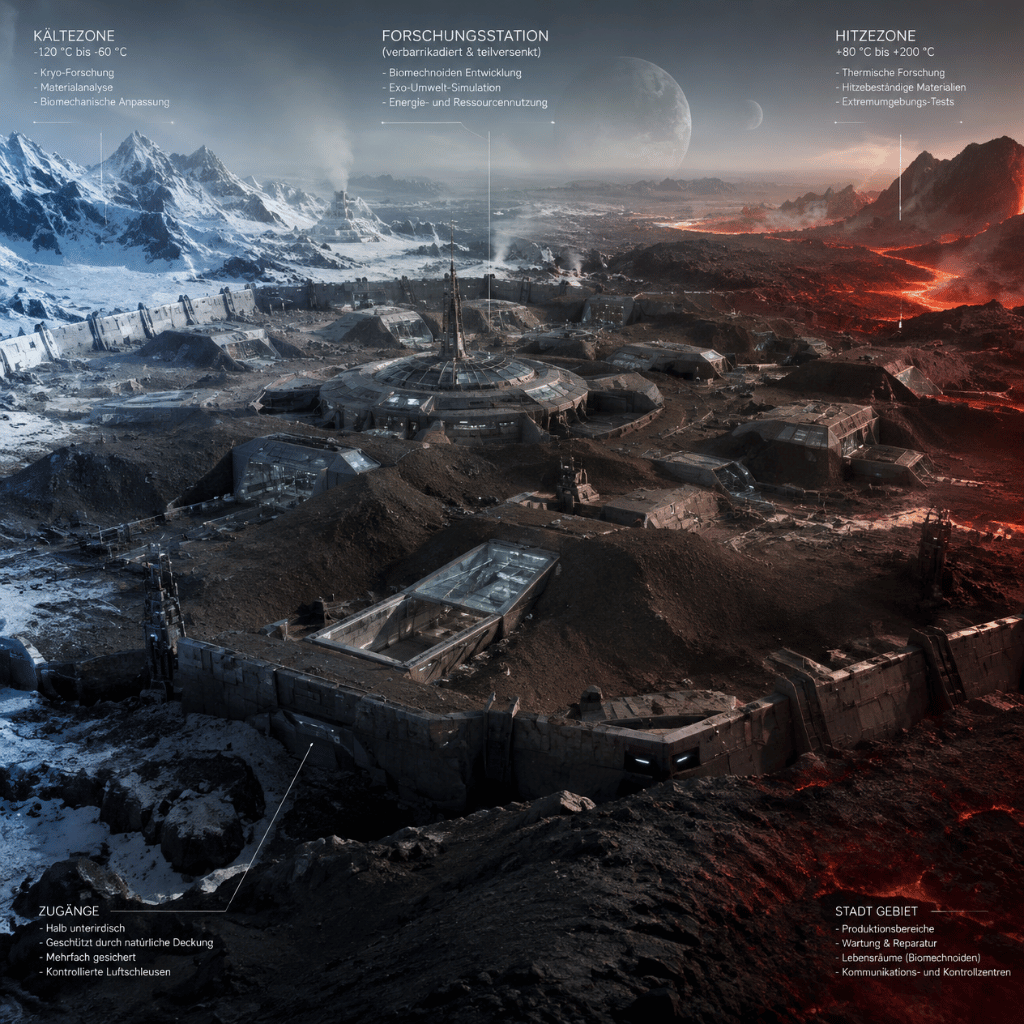 KÄLTEZONE
-120 °C bis -60 °C
- Kryo-Forschung
- Materialanalyse
- Biomechanische Anpassung
FORSCHUNGSSTATION
(verbarrikadiert & teilversenkt)
- Biomechnoiden Entwicklung
- Exo-Umwelt-Simulation
- Energie- und Ressourcennutzung
HITZEZONE
+80 °C bis +200 °C
- Thermische Forschung
- Hitzebeständige Materialien
- Extremumgebungs-Tests
ZUGÄNGE
- Halb unterirdisch
- Geschützt durch natürliche Deckung
- Mehrfach gesichert
- Kontrollierte Luftschleusen
STADT GEBIET
- Produktionsbereiche
- Wartung & Reparatur
- Lebensräume (Biomechnoiden)
- Kommunikations- und Kontrollzentren